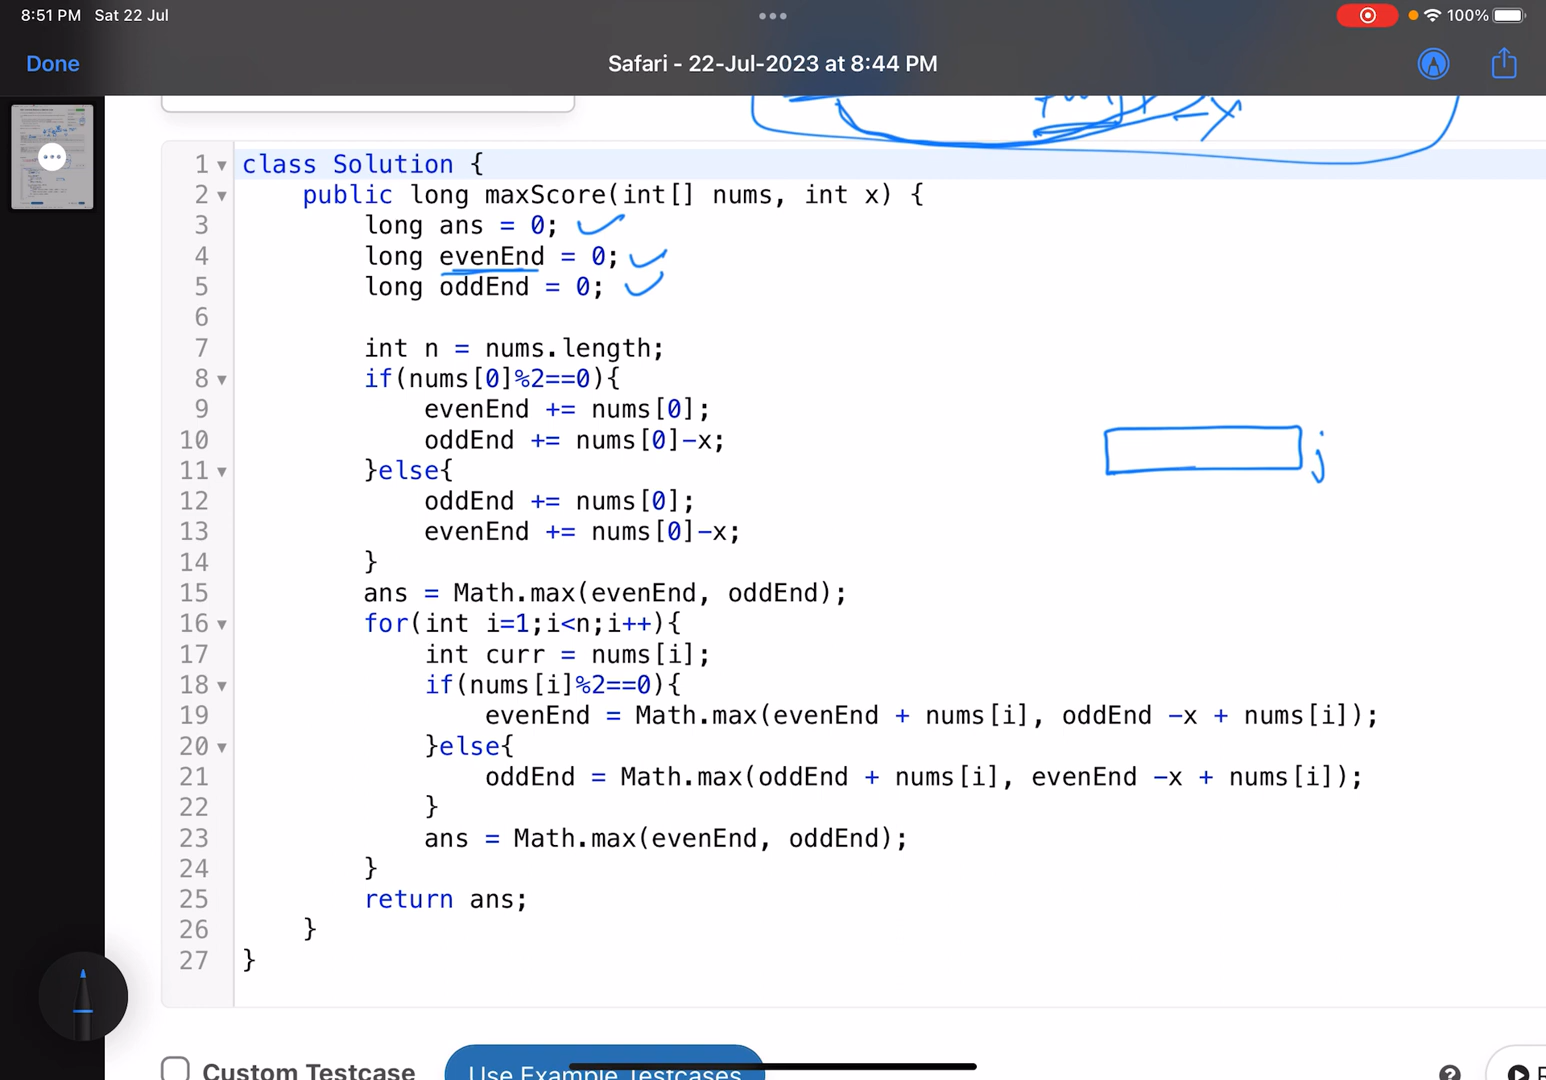 8:51 PM Sat 22 Jul
100%
Done
Safari - 22-Jul-2023 at 8:44 PM
x
1 class Solution {
2 public long maxScore(int[] nums, int x) {
3 long ans = 0;
4 long evenEnd = 0;
5 long oddEnd = 0;
6
7 int n = nums.length;
8 if(nums[0]%2==0){
9 evenEnd += nums[0];
10 oddEnd += nums[0]-x;
11 }else{
12 oddEnd += nums[0];
13 evenEnd += nums[0]-x;
14 }
15 ans = Math.max(evenEnd, oddEnd);
16 for(int i=1;i<n;i++){
17 int curr = nums[i];
18 if(nums[i]%2==0){
19 evenEnd = Math.max(evenEnd + nums[i], oddEnd -x + nums[i]);
20 }else{
21 oddEnd = Math.max(oddEnd + nums[i], evenEnd -x + nums[i]);
22 }
23 ans = Math.max(evenEnd, oddEnd);
24 }
25 return ans;
26 }
27 }
j
Custom Testcase
Use Example Testcases
?